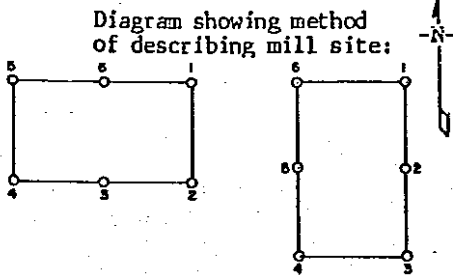 Diagram showing method
of describing mill site:
-N-
5 6 1
4 3 2
6 1
5 2
4 3